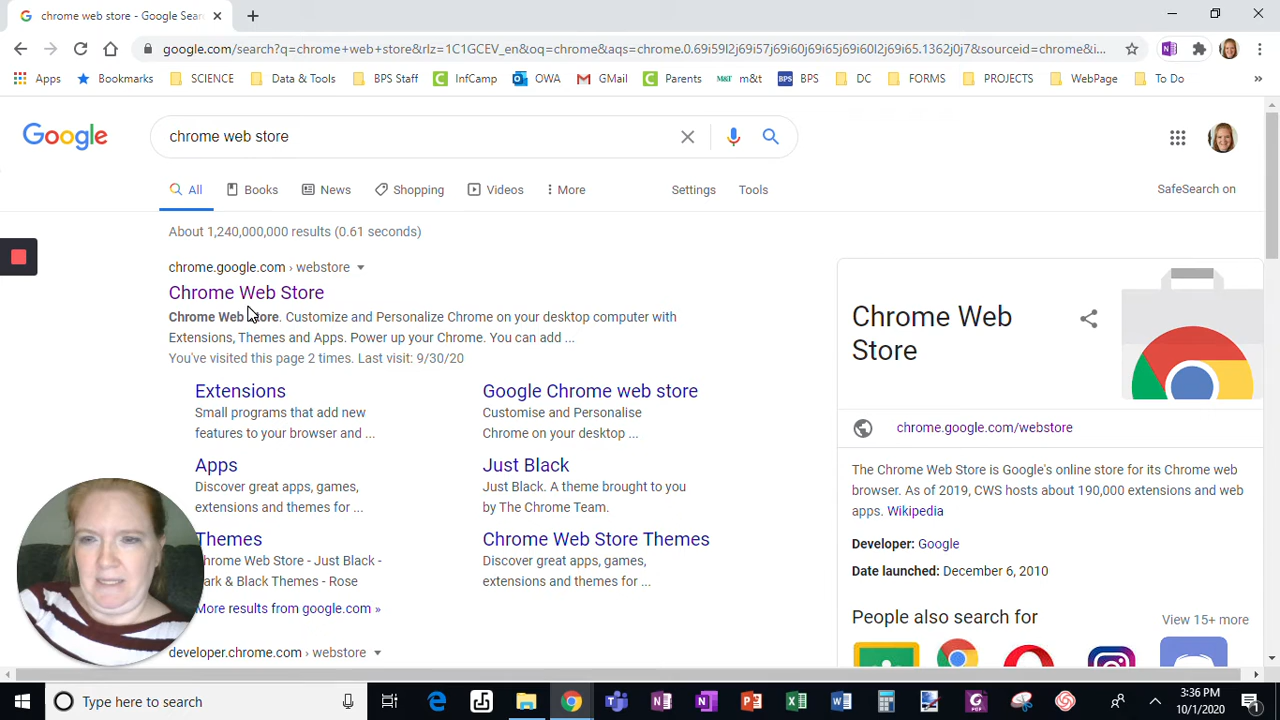 chrome web store - Google Sear
google.com/search?q=chrome+web+store&rlz=1C1GCEV_en&oq=chrome&aqs=chrome.0.69i59l2j69i57j69i60j69i65j69i60l2j69i65.1362j0j7&sourceid=chrome&i...
Apps Bookmarks SCIENCE Data & Tools BPS Staff InfCamp OWA GMail Parents m&t BPS DC FORMS PROJECTS WebPage To Do »
Google chrome web store
All Books News Shopping Videos More Settings Tools SafeSearch on
About 1,240,000,000 results (0.61 seconds)
chrome.google.com › webstore
Chrome Web Store
Chrome Web Store. Customize and Personalize Chrome on your desktop computer with
Extensions, Themes and Apps. Power up your Chrome. You can add ...
You've visited this page 2 times. Last visit: 9/30/20
Extensions
Small programs that add new
features to your browser and ...
Google Chrome web store
Customise and Personalise
Chrome on your desktop ...
Apps
Discover great apps, games,
extensions and themes for ...
Just Black
Just Black. A theme brought to you
by The Chrome Team.
Themes
Chrome Web Store - Just Black -
Dark & Black Themes - Rose
Chrome Web Store Themes
Discover great apps, games,
extensions and themes for ...
More results from google.com »
developer.chrome.com › webstore
Chrome Web
Store
chrome.google.com/webstore
The Chrome Web Store is Google's online store for its Chrome web
browser. As of 2019, CWS hosts about 190,000 extensions and web
apps. Wikipedia
Developer: Google
Date launched: December 6, 2010
People also search for View 15+ more
Type here to search
3:36 PM
10/1/2020